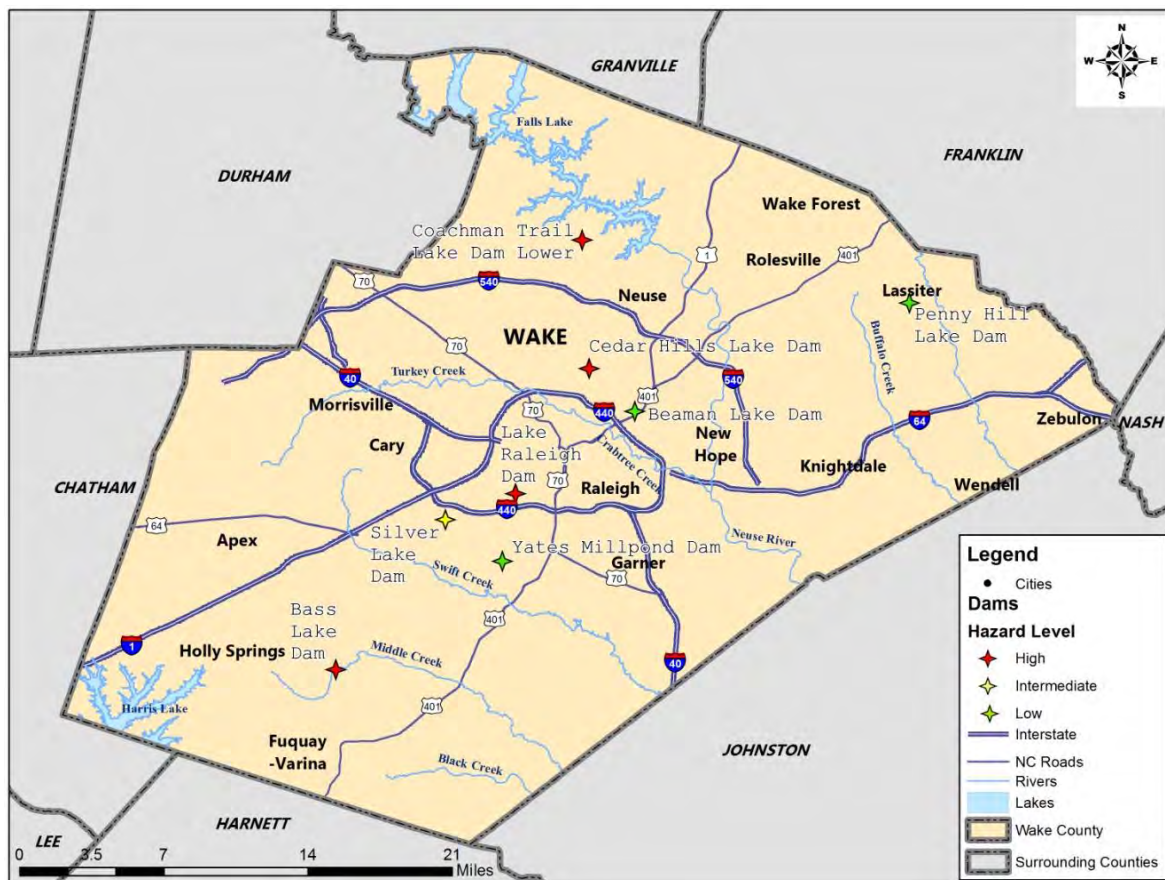 N
W
E
S
GRANVILLE
Falls Lake
FRANKLIN
DURHAM
Wake Forest
Coachman Trail
Lake Dam Lower
401
1
Rolesville
70
540
Neuse
Lassiter
Penny Hill
Lake Dam
WAKE
Buffalo Creek
Cedar Hills Lake Dam
70
40
Turkey Creek
540
401
Morrisville
70
440
Beaman Lake Dam
64
Zebulon
NASH
Cary
Lake
Raleigh
Dam
Crabtree Creek
New
Hope
Knightdale
70
Raleigh
Wendell
CHATHAM
440
64
Apex
Silver
Lake
Dam
Neuse River
Yates Millpond Dam
Garner
Swift Creek
70
Bass
Lake
Dam
401
1
Holly Springs
Middle Creek
40
Harris Lake
401
Fuquay
-Varina
Black Creek
JOHNSTON
HARNETT
LEE
0
3.5
7
14
21
Miles
Legend
Cities
Dams
Hazard Level
High
Intermediate
Low
Interstate
NC Roads
Rivers
Lakes
Wake County
Surrounding Counties